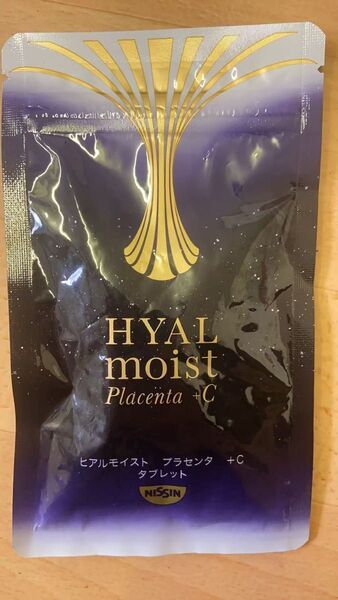 HYAL
moist
Placenta +C
ヒアルモイスト プラセンタ +C
タブレット
NISSIN